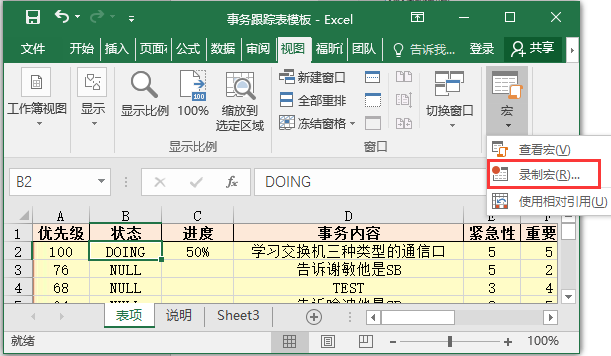 事务跟踪表模板 - Excel
文件 开始 插入 页面 公式 数据 审阅 视图 福昕 团队 告诉我... 登录 共享
工作簿视图 显示 显示比例 100% 缩放到
选定区域
100
新建窗口
全部重排
冻结窗格
切换窗口 宏
显示比例 窗口
查看宏(V)
录制宏(R)...
使用相对引用(U)
B2 fx DOING
A B C D E F
1 优先级 状态 进度 事务内容 紧急性 重要
2 100 DOING 50% 学习交换机三种类型的通信口 5 5
3 76 NULL 告诉谢敏他是SB 5 2
4 68 NULL TEST 3 4
NULL
表项 说明 Sheet3
就绪 100%